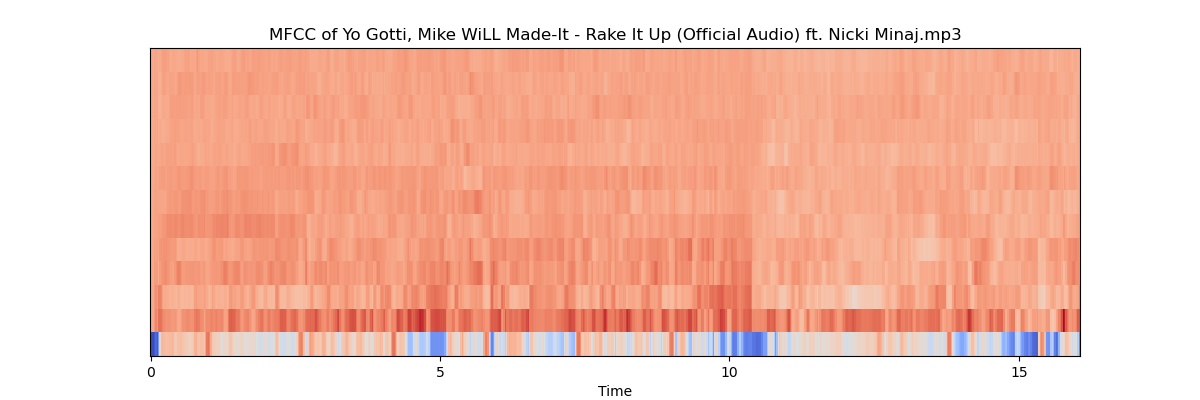 MFCC of Yo Gotti, Mike WiLL Made-It - Rake It Up (Official Audio) ft. Nicki Minaj.mp3
0 5 10 15
Time